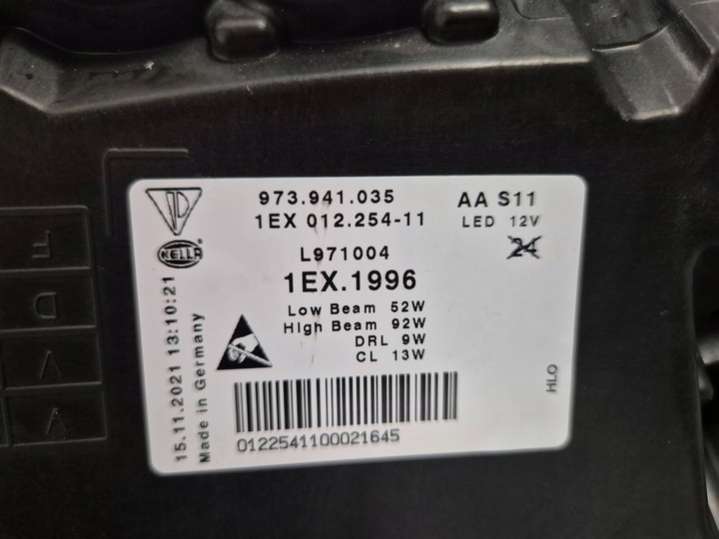 973.941.035 AA S11
1EX 012.254-11 LED 12V
HELLA
L971004
24
1EX.1996
Low Beam 52W
High Beam 92W
DRL 9W
CL 13W
15.11.2021 13:10:21
Made in Germany
HLO
0122541100021645
F
D
V
V